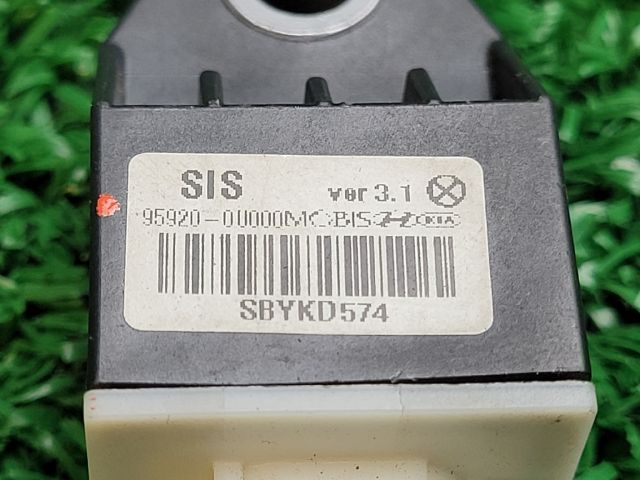 SIS ver 3.1
95920-0U000 MOBIS KIA
SBYKD574